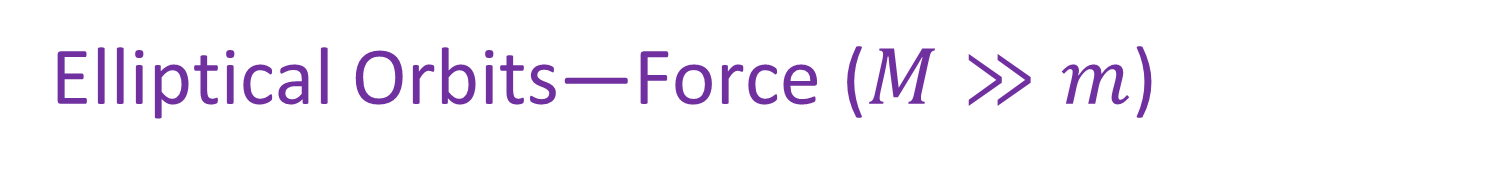 Elliptical Orbits—Force (𝑀 ≫ 𝑚)